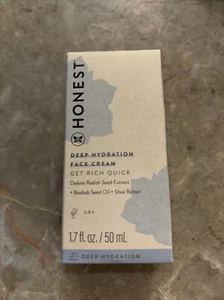 HONEST
DEEP HYDRATION
FACE CREAM
GET RICH QUICK
Daikon Radish Seed Extract
+ Baobab Seed Oil + Shea Butter
DRY
1.7 fl. oz. / 50 mL
DEEP HYDRATION